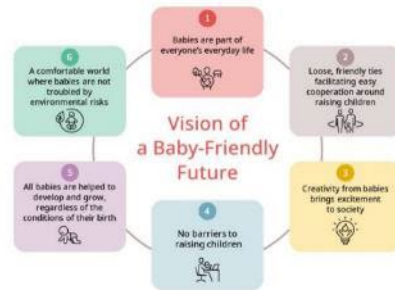 1
Babies are part of
everyone's everyday life
2
Loose, friendly ties
facilitating easy
cooperation around
raising children
3
Creativity from babies
brings excitement to
society
4
No barriers to
raising children
5
All babies are helped to
develop and grow,
regardless of the
conditions of their birth
6
A comfortable world
where babies are not
troubled by
environmental risks
Vision of
a Baby-Friendly
Future